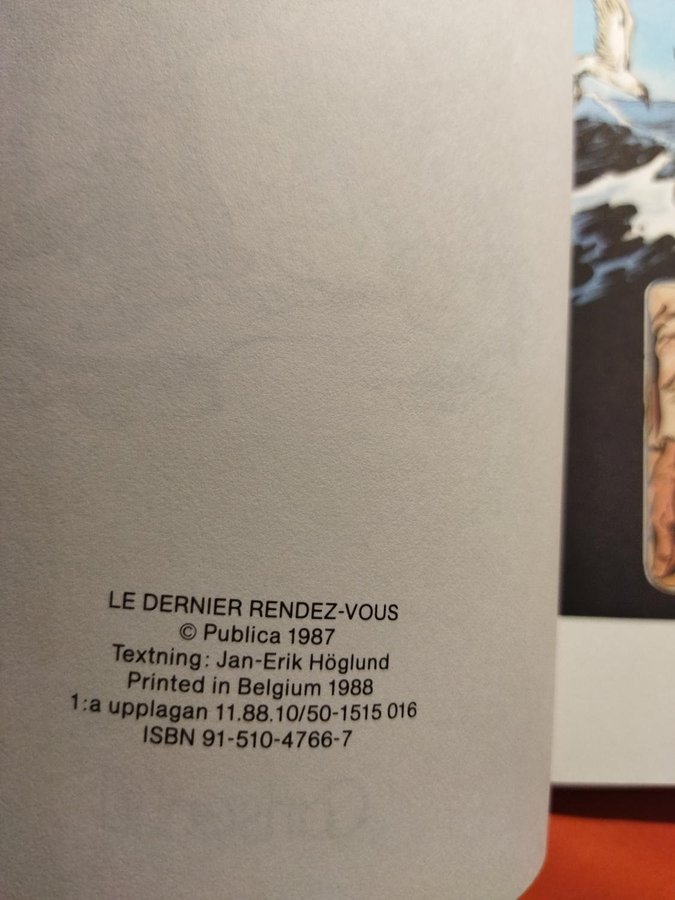 LE DERNIER RENDEZ-VOUS
© Publica 1987
Textning: Jan-Erik Höglund
Printed in Belgium 1988
1:a upplagan 11.88.10/50-1515 016
ISBN 91-510-4766-7